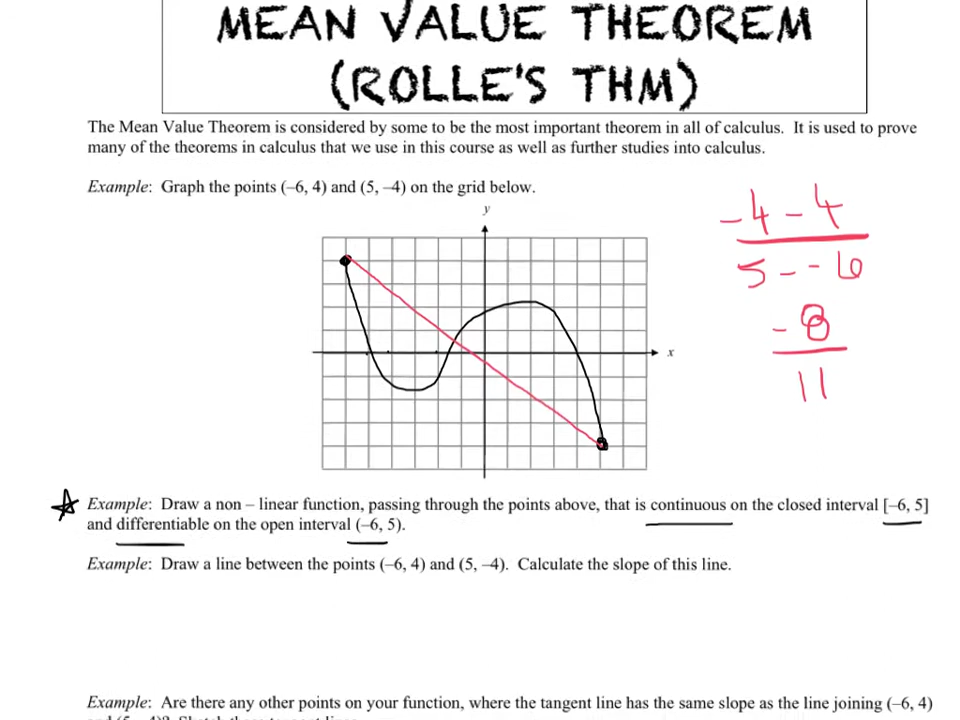 MEAN VALUE THEOREM
(ROLLE'S THM)
The Mean Value Theorem is considered by some to be the most important theorem in all of calculus. It is used to prove
many of the theorems in calculus that we use in this course as well as further studies into calculus.
Example: Graph the points (–6, 4) and (5, –4) on the grid below.
y
x
-4 - 4
5 - - 6
- 8
11
Example: Draw a non – linear function, passing through the points above, that is continuous on the closed interval [–6, 5]
and differentiable on the open interval (–6, 5).
Example: Draw a line between the points (–6, 4) and (5, –4). Calculate the slope of this line.
Example: Are there any other points on your function, where the tangent line has the same slope as the line joining (–6, 4)